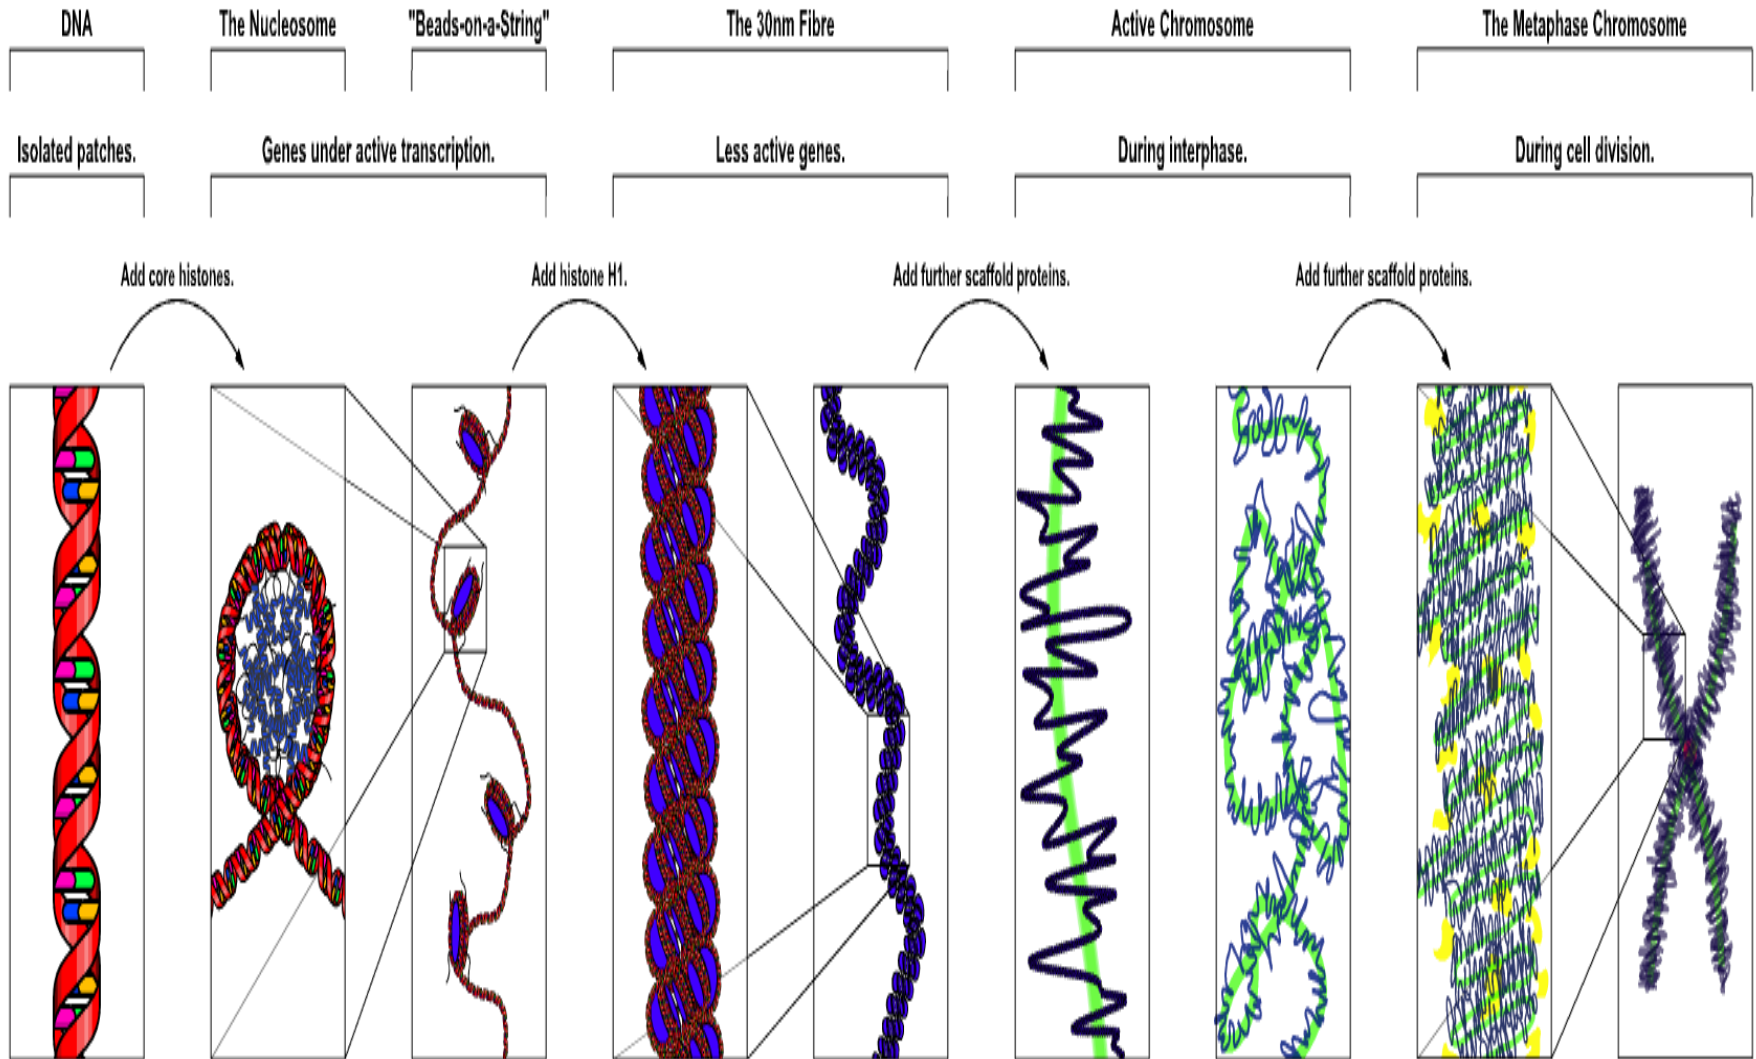 DNA
The Nucleosome
"Beads-on-a-String"
The 30nm Fibre
Active Chromosome
The Metaphase Chromosome
Isolated patches.
Genes under active transcription.
Less active genes.
During interphase.
During cell division.
Add core histones.
Add histone H1.
Add further scaffold proteins.
Add further scaffold proteins.